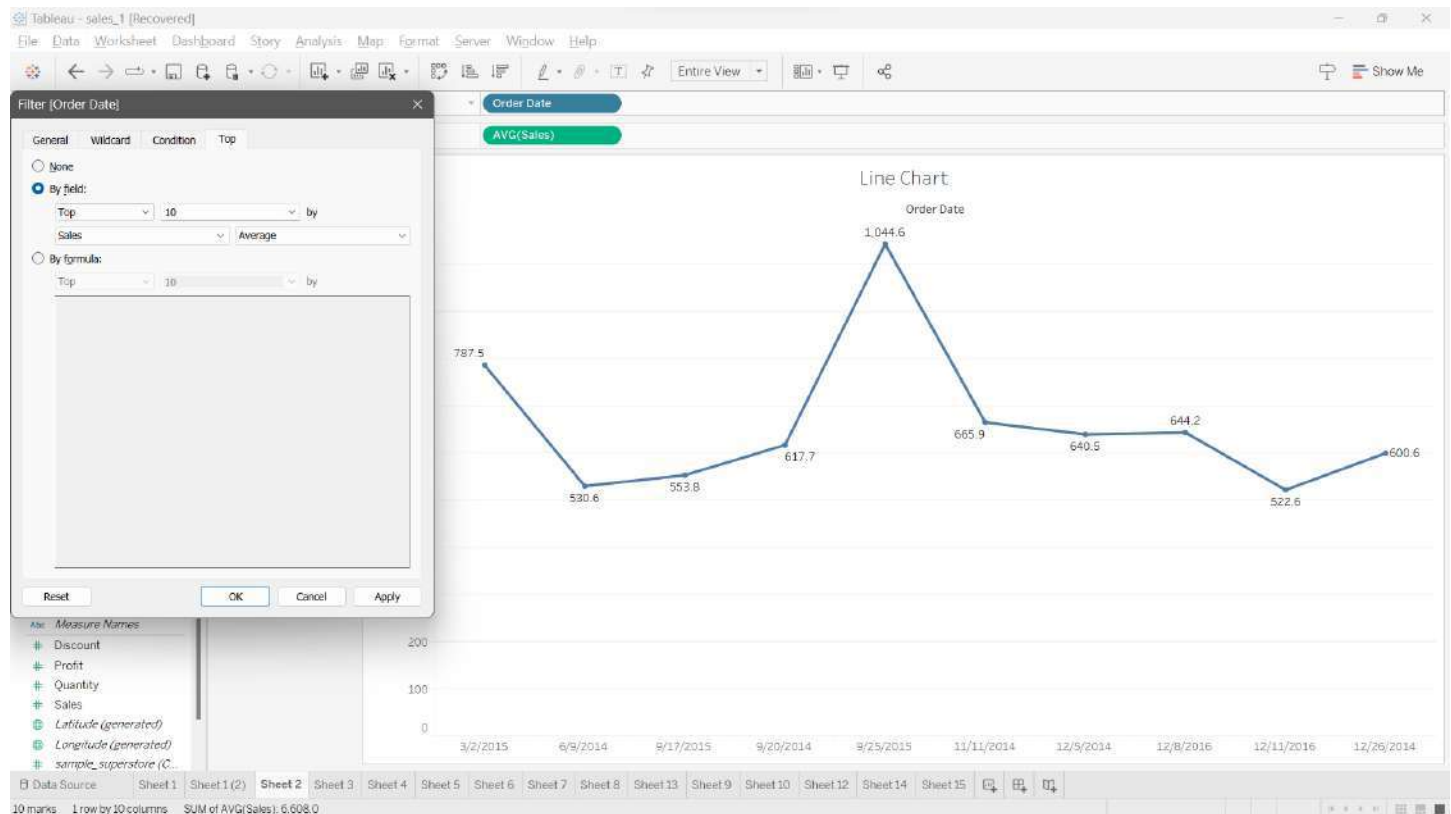 Tableau - sales_1 [Recovered]
File Data Worksheet Dashboard Story Analysis Map Format Server Window Help
Entire View
Show Me
Filter [Order Date]
Order Date
AVG(Sales)
General Wildcard Condition Top
None
By field:
Top 10 by
Sales Average
By formula:
Top 10 by
Reset OK Cancel Apply
Line Chart
Order Date
1,044.6
787.5
644.2
665.9
640.5
617.7
600.6
553.8
530.6
522.6
200
100
0
3/2/2015 6/9/2014 9/17/2015 9/20/2014 9/25/2015 11/11/2014 12/5/2014 12/8/2016 12/11/2016 12/26/2014
Abc Measure Names
# Discount
# Profit
# Quantity
# Sales
Latitude (generated)
Longitude (generated)
# sample_superstore (C...
Data Source Sheet 1 Sheet 1 (2) Sheet 2 Sheet 3 Sheet 4 Sheet 5 Sheet 6 Sheet 7 Sheet 8 Sheet 13 Sheet 9 Sheet 10 Sheet 12 Sheet 14 Sheet 15
10 marks 1 row by 10 columns SUM of AVG(Sales): 6,608.0